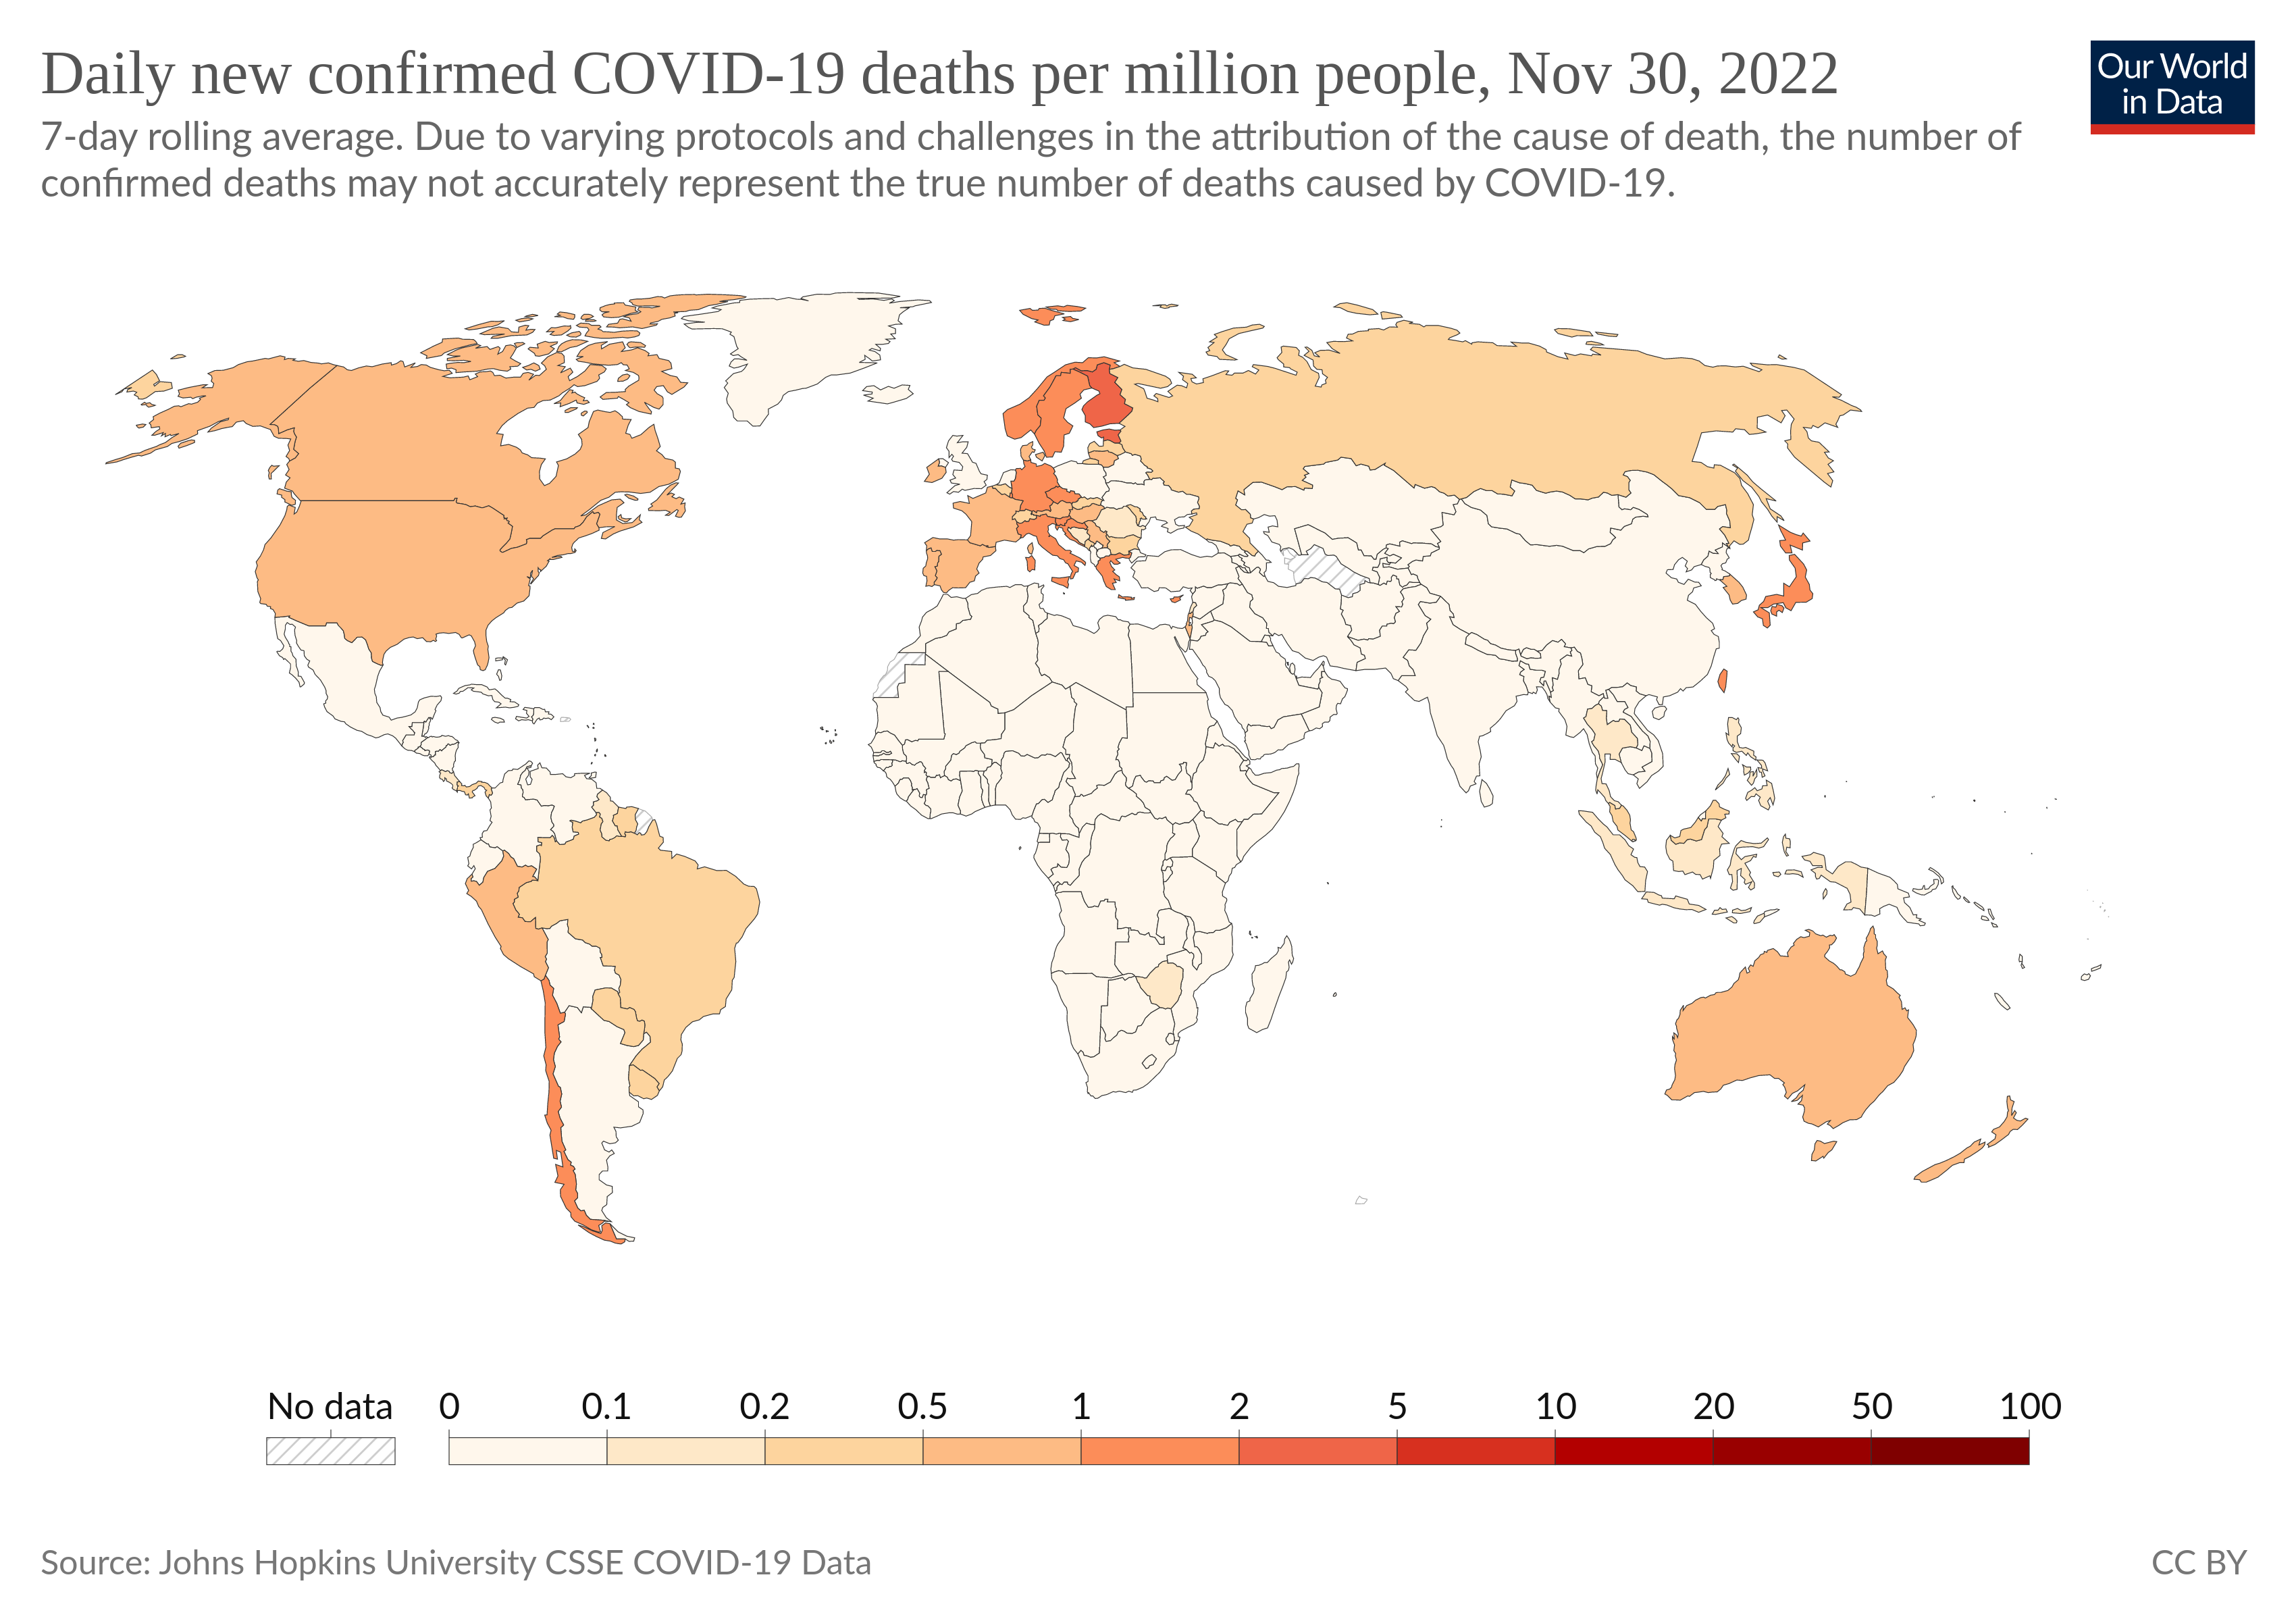 Daily new confirmed COVID-19 deaths per million people, Nov 30, 2022
Our World
in Data
7-day rolling average. Due to varying protocols and challenges in the attribution of the cause of death, the number of
confirmed deaths may not accurately represent the true number of deaths caused by COVID-19.
No data 0 0.1 0.2 0.5 1 2 5 10 20 50 100
Source: Johns Hopkins University CSSE COVID-19 Data
CC BY